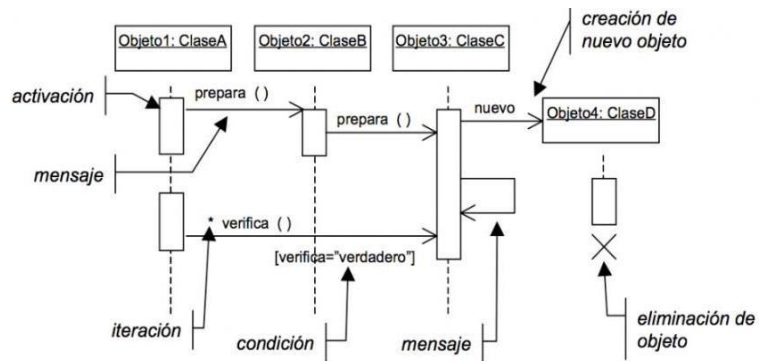 creación de
nuevo objeto
Objeto1: ClaseA
Objeto2: ClaseB
Objeto3: ClaseC
activación
prepara ( )
prepara ( )
nuevo
Objeto4: ClaseD
mensaje
* verifica ( )
[verifica="verdadero"]
iteración
condición
mensaje
eliminación de
objeto